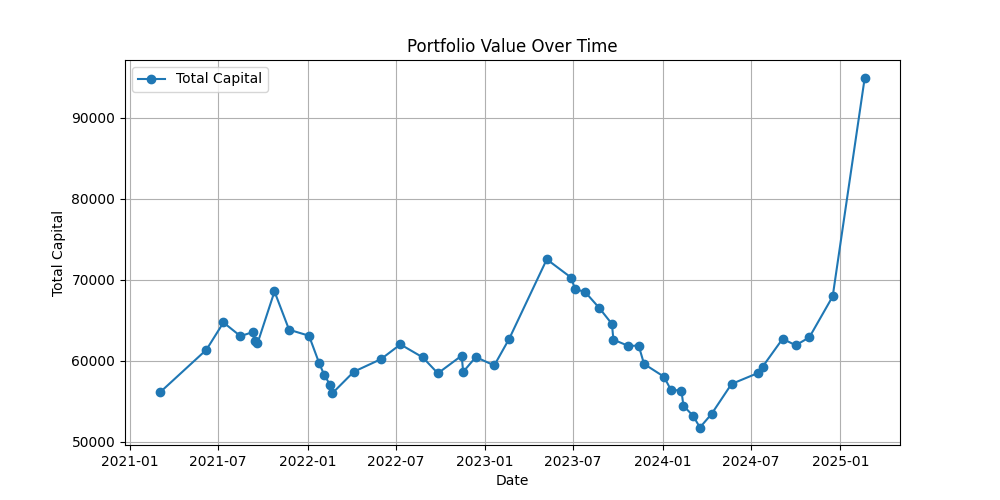 Portfolio Value Over Time
Total Capital
90000
80000
70000
60000
50000
Total Capital
2021-01 2021-07 2022-01 2022-07 2023-01 2023-07 2024-01 2024-07 2025-01
Date